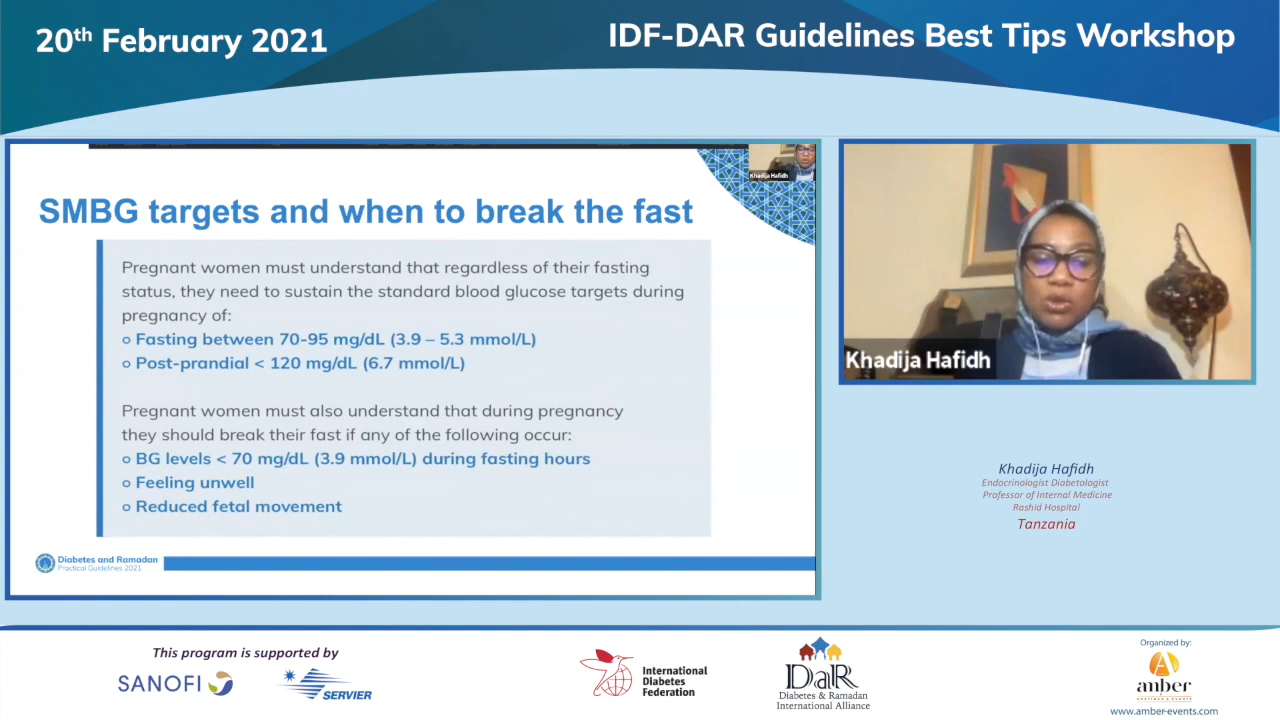 20th February 2021
IDF-DAR Guidelines Best Tips Workshop
Khadija Hafidh
SMBG targets and when to break the fast
Pregnant women must understand that regardless of their fasting
status, they need to sustain the standard blood glucose targets during
pregnancy of:
o Fasting between 70-95 mg/dL (3.9 – 5.3 mmol/L)
o Post-prandial < 120 mg/dL (6.7 mmol/L)
Pregnant women must also understand that during pregnancy
they should break their fast if any of the following occur:
o BG levels < 70 mg/dL (3.9 mmol/L) during fasting hours
o Feeling unwell
o Reduced fetal movement
Diabetes and Ramadan
Practical Guidelines 2021
Khadija Hafidh
Khadija Hafidh
Endocrinologist Diabetologist
Professor of Internal Medicine
Rashid Hospital
Tanzania
This program is supported by
SANOFI
SERVIER
International
Diabetes
Federation
DaR
Diabetes & Ramadan
International Alliance
Organized by:
anber
www.amber-events.com